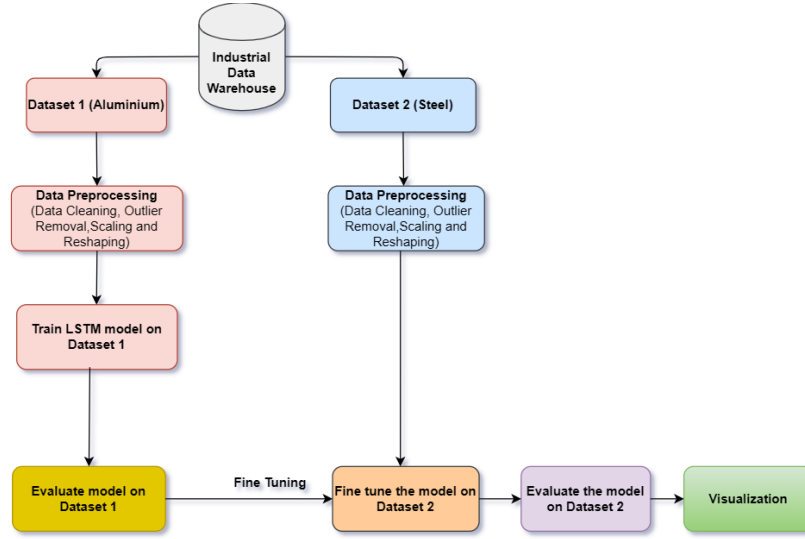 Industrial
Data
Warehouse
Dataset 1 (Aluminium)
Dataset 2 (Steel)
Data Preprocessing
(Data Cleaning, Outlier
Removal,Scaling and
Reshaping)
Data Preprocessing
(Data Cleaning, Outlier
Removal,Scaling and
Reshaping)
Train LSTM model on
Dataset 1
Evaluate model on
Dataset 1
Fine Tuning
Fine tune the model on
Dataset 2
Evaluate the model
on Dataset 2
Visualization